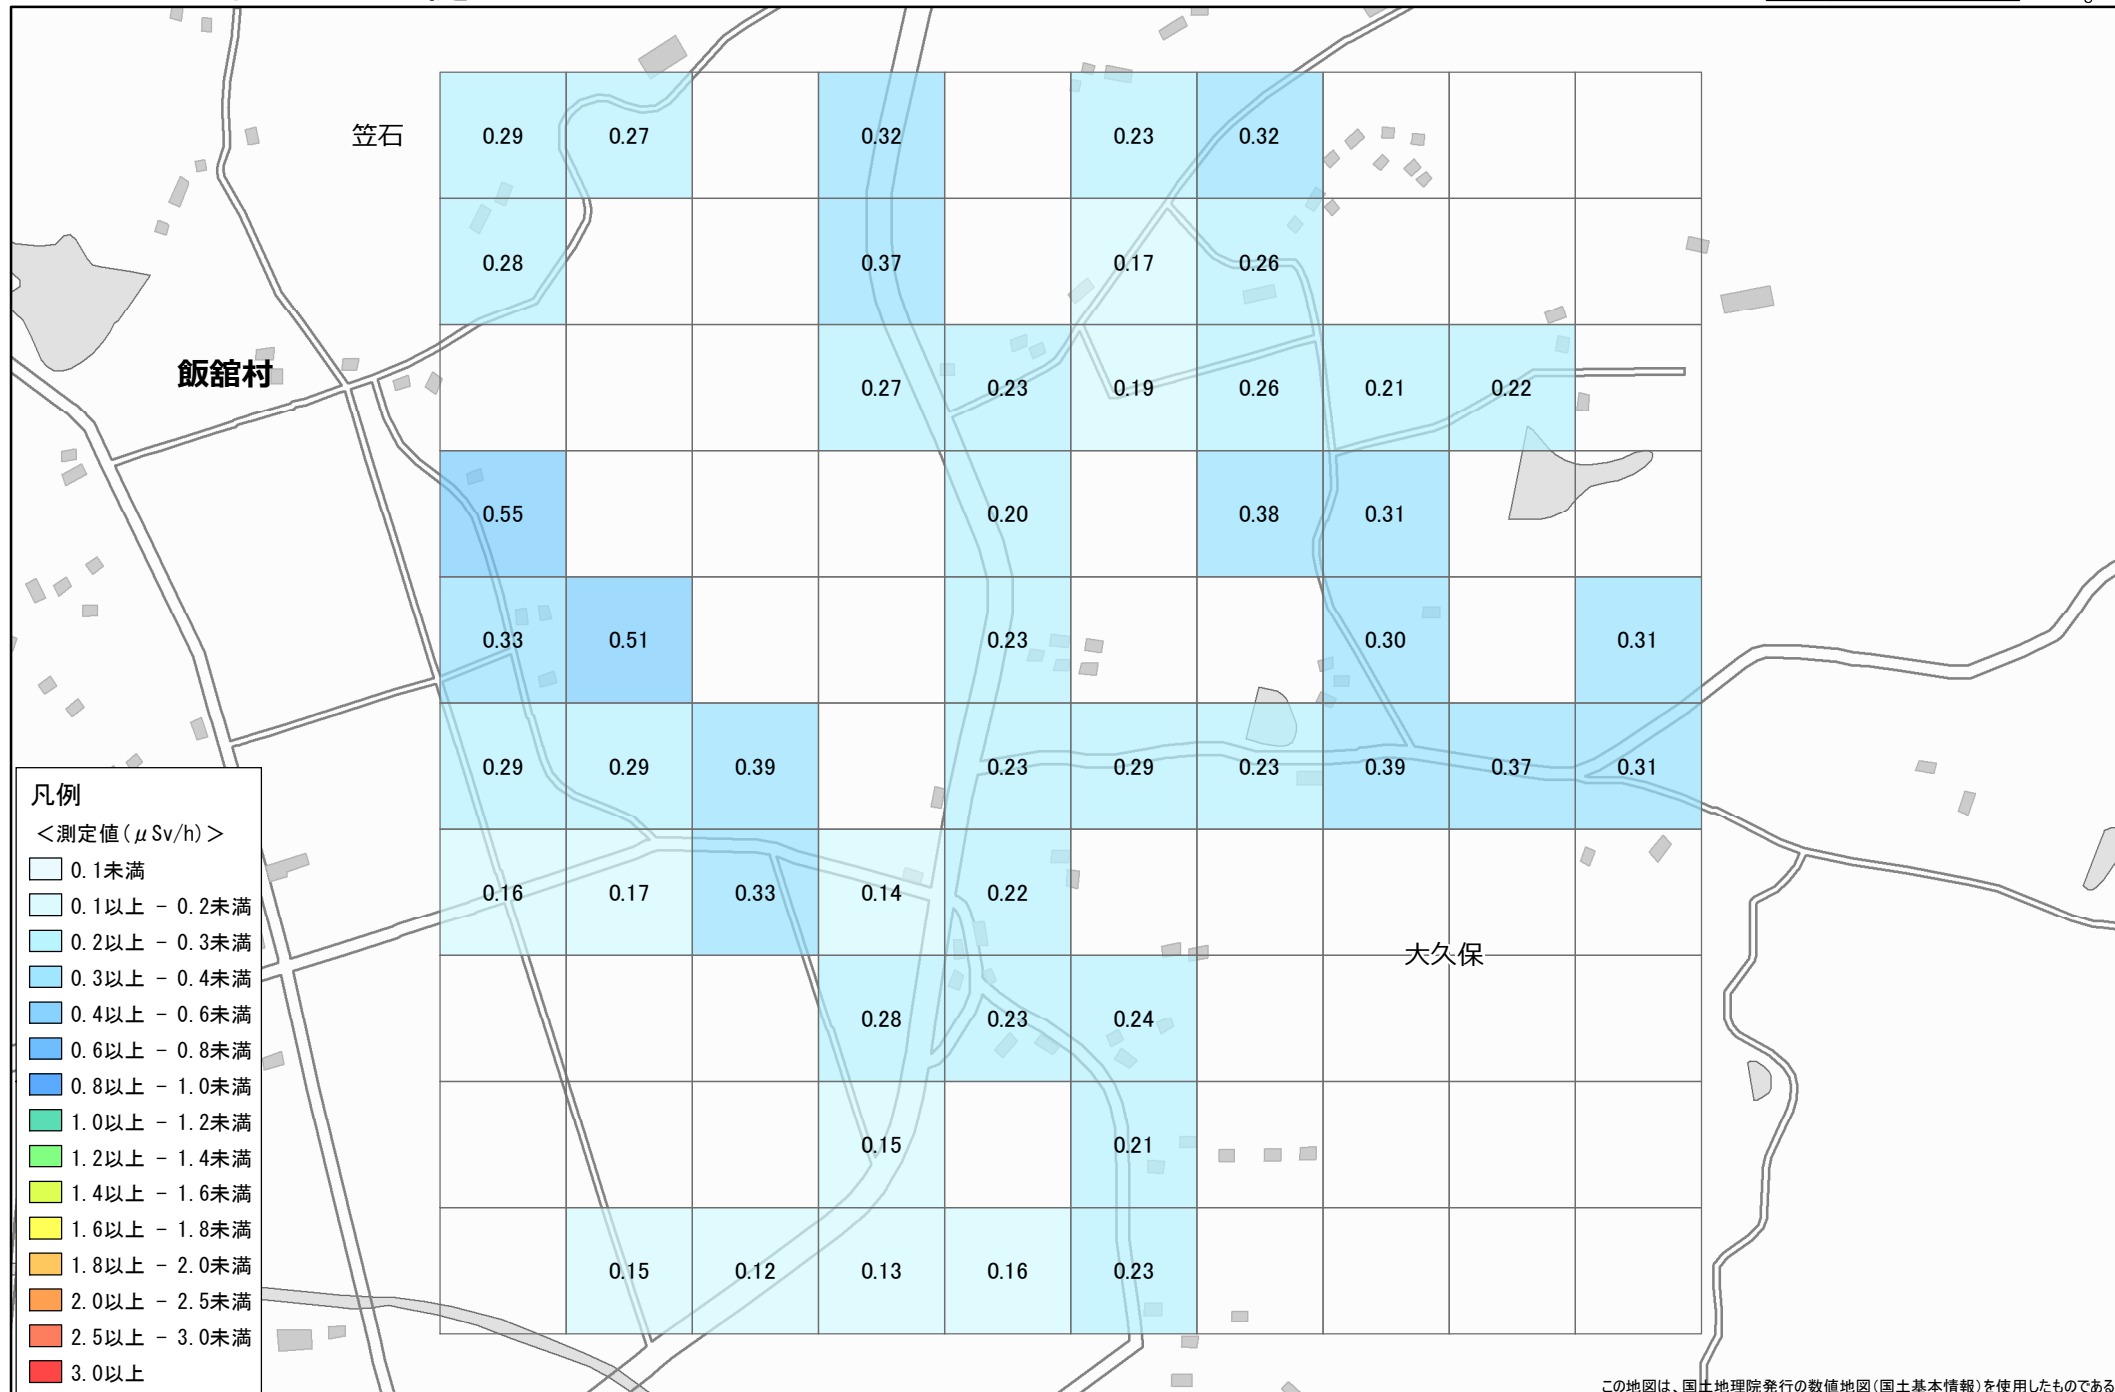 笠石
0.29 0.27 0.32 0.23 0.32
0.28 0.37 0.17 0.26
飯舘村
0.27 0.23 0.19 0.26 0.21 0.22
0.55 0.20 0.38 0.31
0.33 0.51 0.23 0.30 0.31
0.29 0.29 0.39 0.23 0.29 0.23 0.39 0.37 0.31
0.16 0.17 0.33 0.14 0.22
大久保
0.28 0.23 0.24
0.15 0.21
0.15 0.12 0.13 0.16 0.23
凡例
＜測定値(μSv/h)＞
0.1未満
0.1以上 - 0.2未満
0.2以上 - 0.3未満
0.3以上 - 0.4未満
0.4以上 - 0.6未満
0.6以上 - 0.8未満
0.8以上 - 1.0未満
1.0以上 - 1.2未満
1.2以上 - 1.4未満
1.4以上 - 1.6未満
1.6以上 - 1.8未満
1.8以上 - 2.0未満
2.0以上 - 2.5未満
2.5以上 - 3.0未満
3.0以上
この地図は、国土地理院発行の数値地図(国土基本情報)を使用したものである